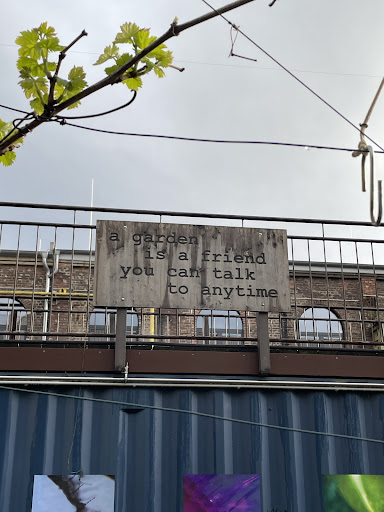 a garden
is a friend
you can talk
to anytime